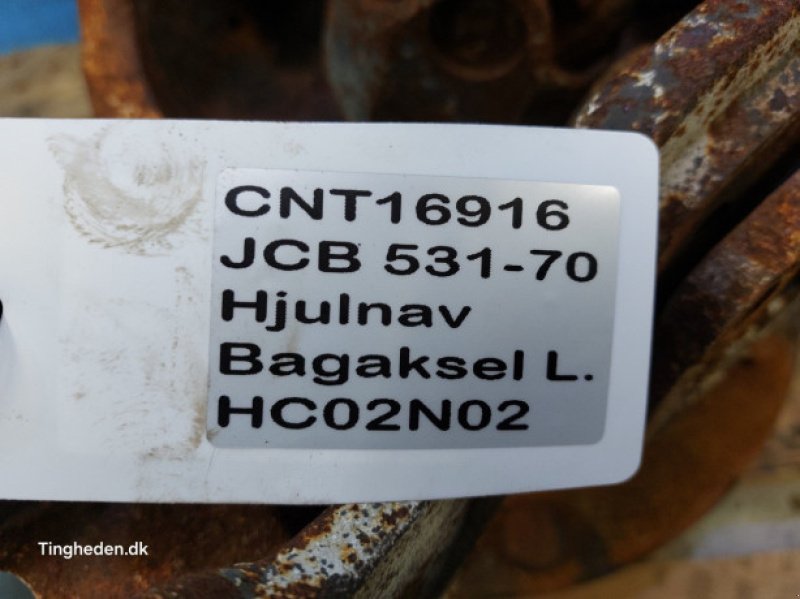 CNT16916
JCB 531-70
Hjulnav
Bagaksel L.
HC02N02
Tingheden.dk